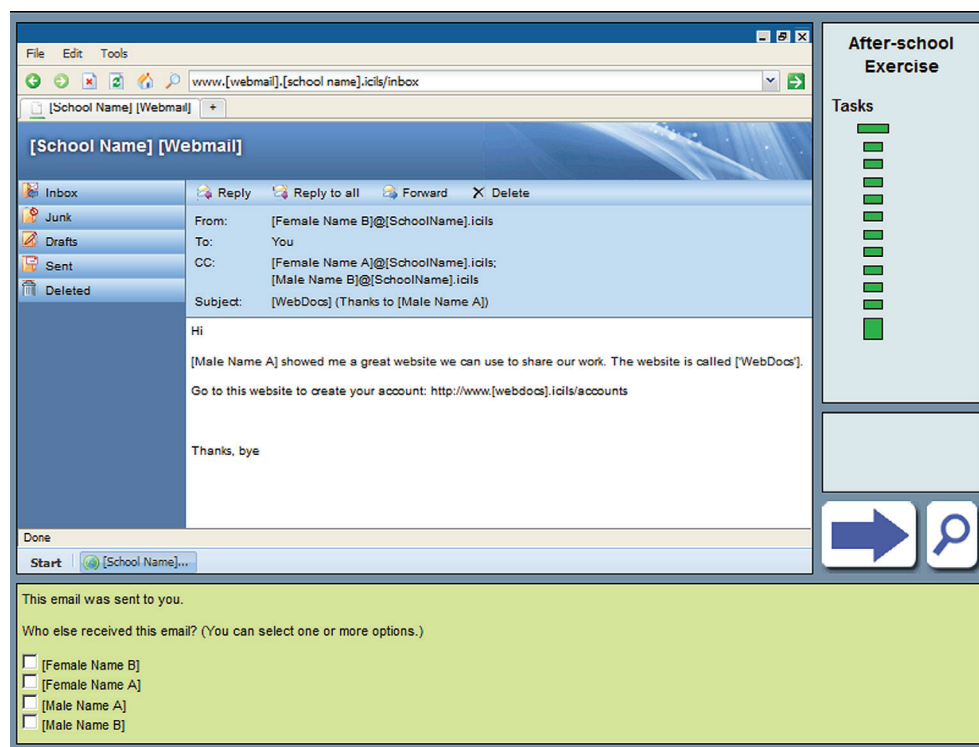 File Edit Tools
www.[webmail].[school name].icils/inbox
[School Name] [Webmail] +
[School Name] [Webmail]
Inbox
Junk
Drafts
Sent
Deleted
Reply Reply to all Forward Delete
From: [Female Name B]@[SchoolName].icils
To: You
CC: [Female Name A]@[SchoolName].icils;
[Male Name B]@[SchoolName].icils
Subject: [WebDocs] (Thanks to [Male Name A])
Hi
[Male Name A] showed me a great website we can use to share our work. The website is called ['WebDocs'].
Go to this website to create your account: http://www.[webdocs].icils/accounts
Thanks, bye
Done
Start [School Name]...
After-school
Exercise
Tasks
This email was sent to you.
Who else received this email? (You can select one or more options.)
[Female Name B]
[Female Name A]
[Male Name A]
[Male Name B]